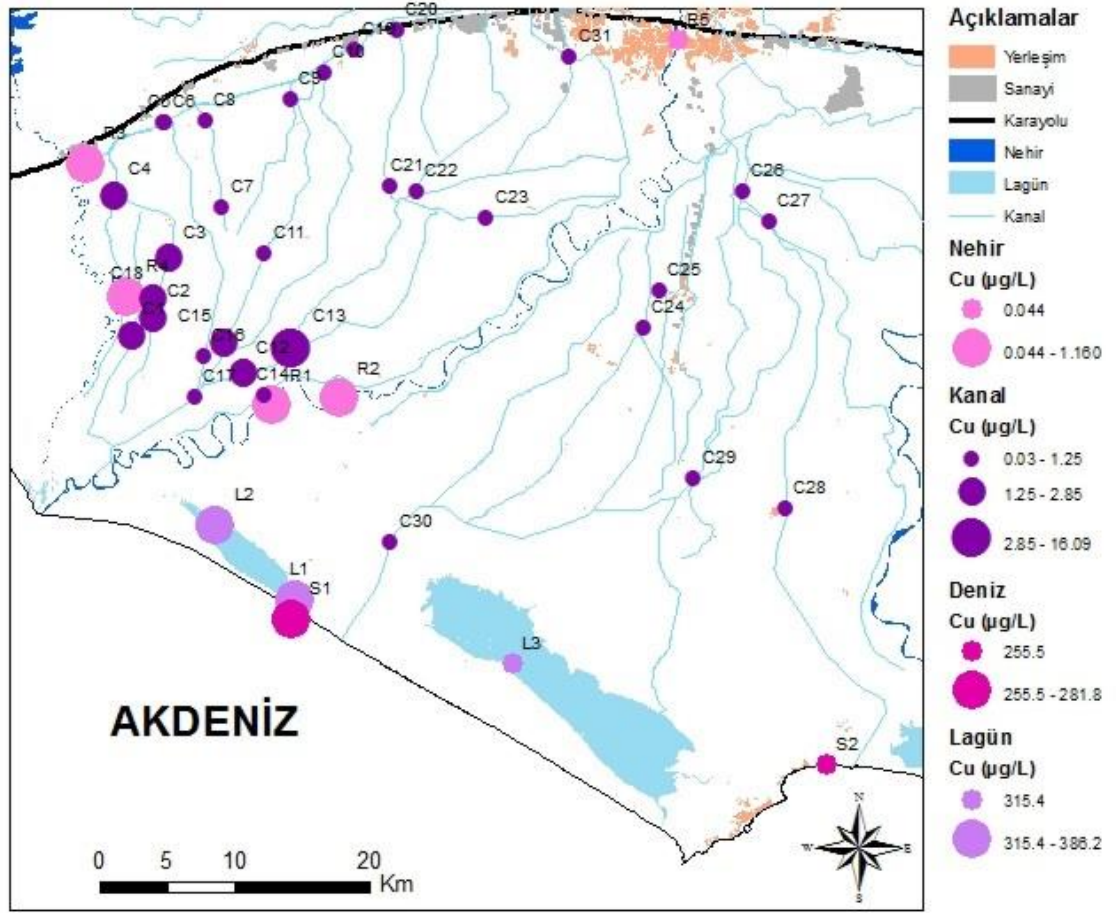 C20
C19
C10
C31
R5
C9
C5
C6
C8
R3
C4
C21
C22
C26
C7
C23
C27
C3
C11
R4
C18
C25
C2
C15
C13
C24
C1
C16
C12
R2
C17
C14
R1
L2
C29
C28
C30
L1
S1
L3
S2
AKDENİZ
0 5 10 20
Km
N
W E
S
Açıklamalar
Yerleşim
Sanayi
Karayolu
Nehir
Lagün
Kanal
Nehir
Cu (µg/L)
0.044
0.044 - 1.160
Kanal
Cu (µg/L)
0.03 - 1.25
1.25 - 2.85
2.85 - 16.09
Deniz
Cu (µg/L)
255.5
255.5 - 281.8
Lagün
Cu (µg/L)
315.4
315.4 - 386.2